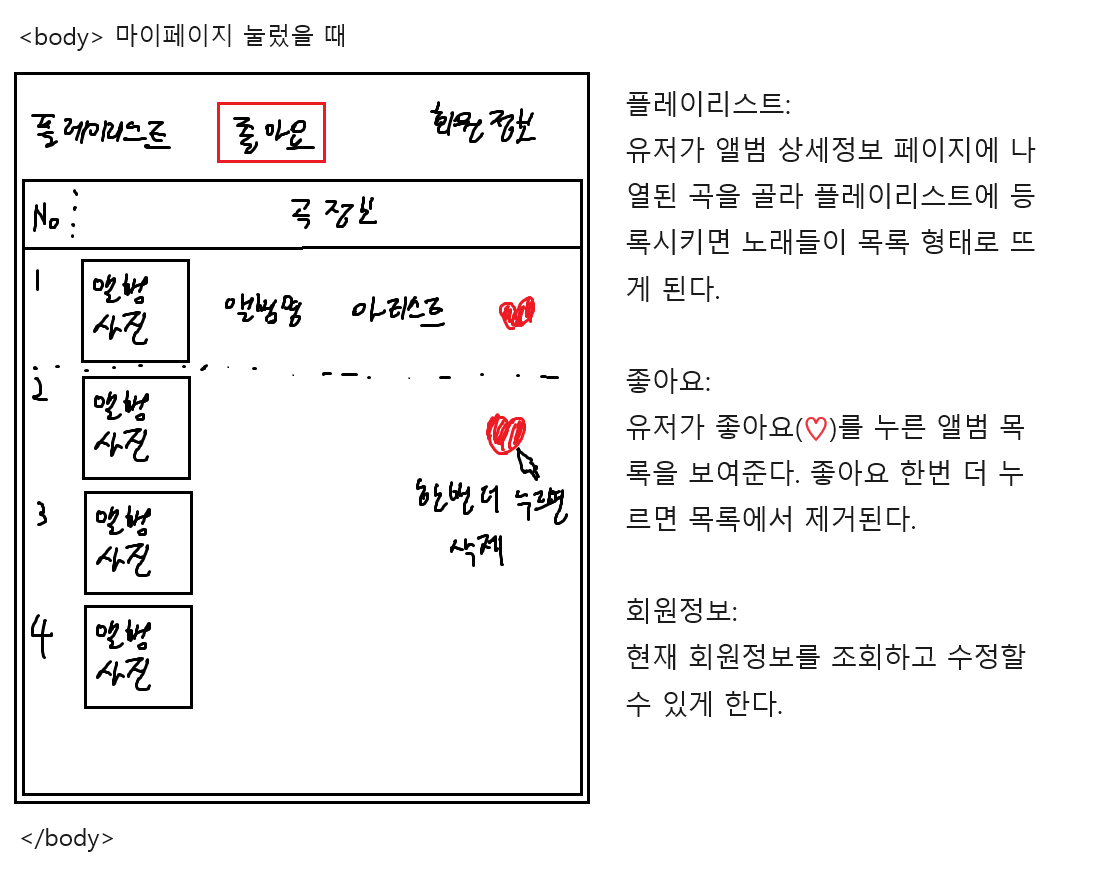 <body> 마이페이지 눌렀을 때
플레이리스트 좋아요 회원정보
No 곡 정보
1 앨범
사진 앨범명 아티스트
2 앨범
사진
한번 더 누르면
삭제
3 앨범
사진
4 앨범
사진
</body>
플레이리스트:
유저가 앨범 상세정보 페이지에 나
열된 곡을 골라 플레이리스트에 등
록시키면 노래들이 목록 형태로 뜨
게 된다.
좋아요:
유저가 좋아요(♡)를 누른 앨범 목
록을 보여준다. 좋아요 한번 더 누
르면 목록에서 제거된다.
회원정보:
현재 회원정보를 조회하고 수정할
수 있게 한다.